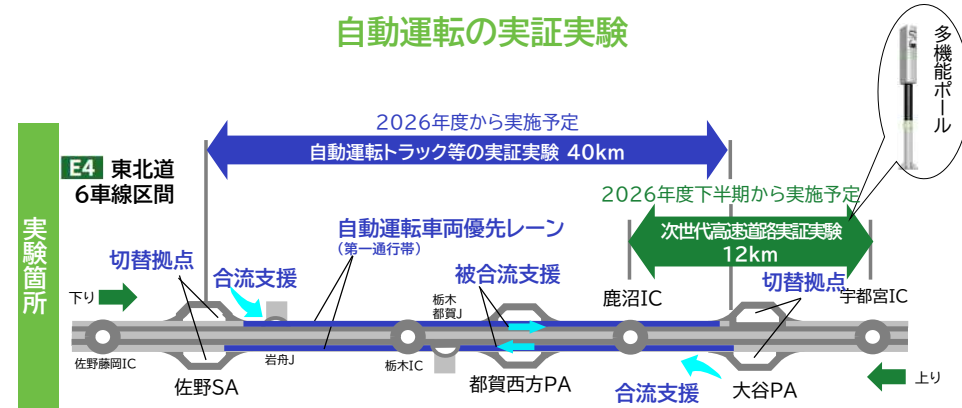 自動運転の実証実験
多機能ポール
2026年度から実施予定
自動運転トラック等の実証実験 40km
E4 東北道
6車線区間
2026年度下半期から実施予定
次世代高速道路実証実験
12km
実験箇所
自動運転車両優先レーン
(第一通行帯)
切替拠点
合流支援
被合流支援
切替拠点
下り
栃木
都賀J
鹿沼IC
宇都宮IC
佐野藤岡IC
岩舟J
栃木IC
佐野SA
都賀西方PA
合流支援
大谷PA
上り